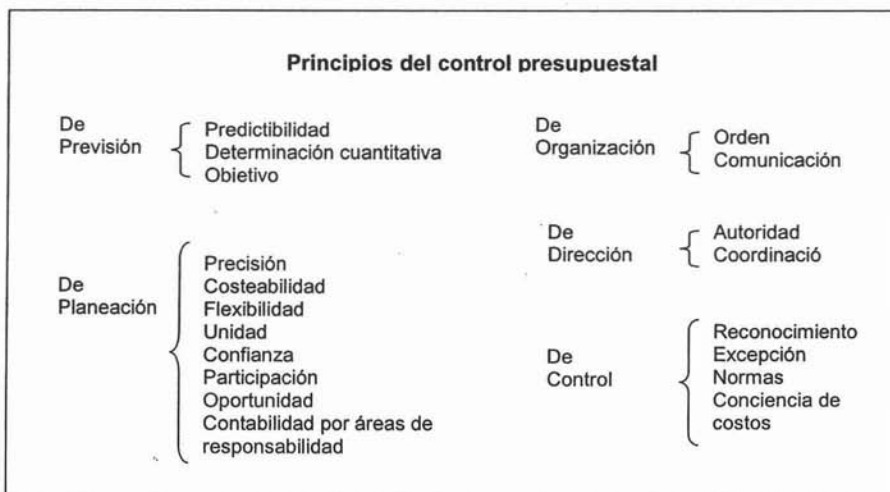 Principios del control presupuestal
De
Previsión
Predictibilidad
Determinación cuantitativa
Objetivo
De
Planeación
Precisión
Costeabilidad
Flexibilidad
Unidad
Confianza
Participación
Oportunidad
Contabilidad por áreas de
responsabilidad
De
Organización
Orden
Comunicación
De
Dirección
Autoridad
Coordinació
De
Control
Reconocimiento
Excepción
Normas
Conciencia de
costos